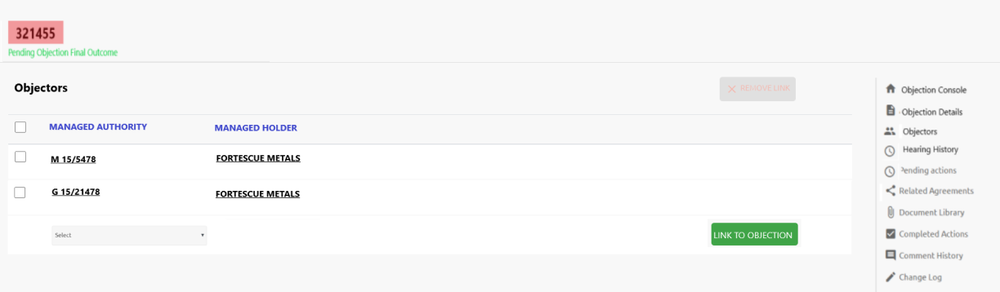 321455
Pending Objection Final Outcome
Objectors
REMOVE LINK
MANAGED AUTHORITY MANAGED HOLDER
M 15/5478 FORTESCUE METALS
G 15/21478 FORTESCUE METALS
Select
LINK TO OBJECTION
Objection Console
Objection Details
Objectors
Hearing History
Pending actions
Related Agreements
Document Library
Completed Actions
Comment History
Change Log